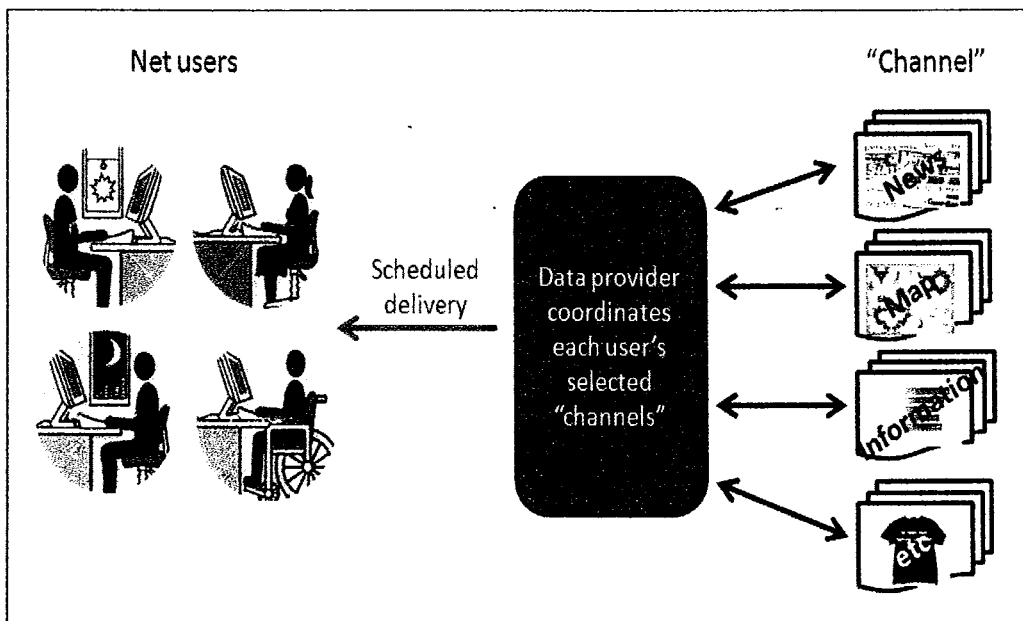 Net users
"Channel"
News
Map
Information
etc
Scheduled
delivery
Data provider
coordinates
each user's
selected
"channels"